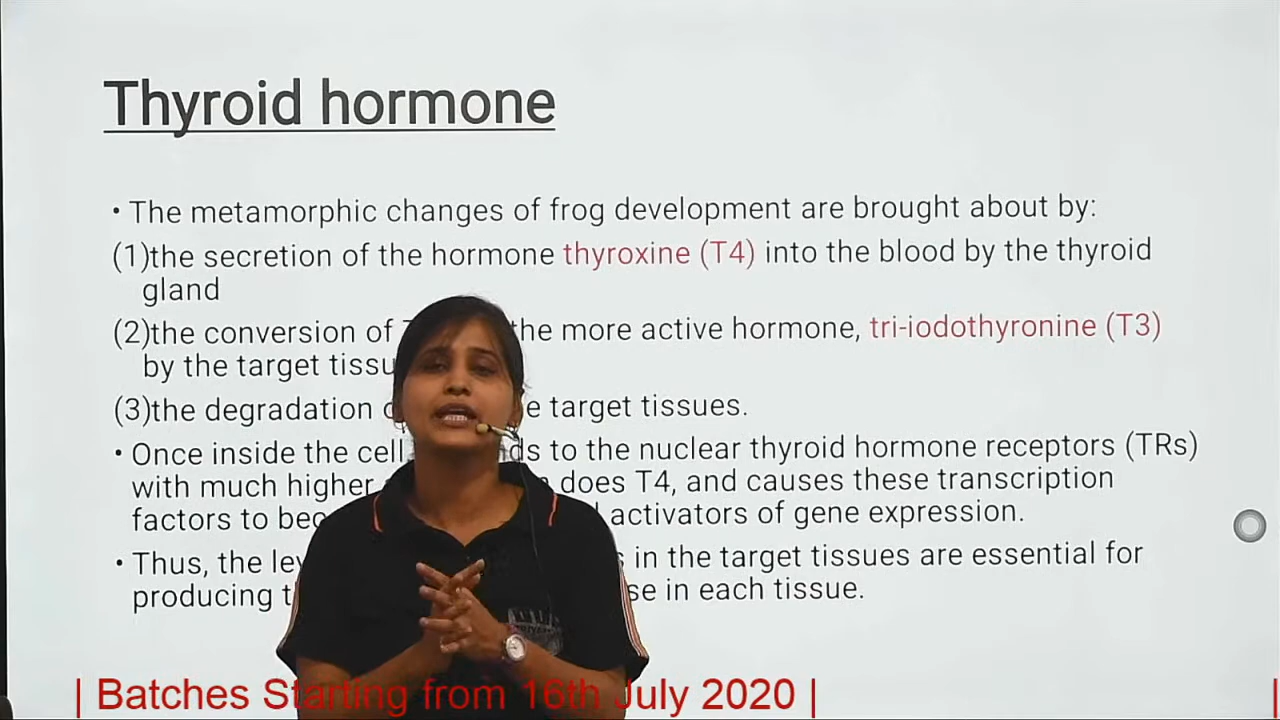 Thyroid hormone
• The metamorphic changes of frog development are brought about by:
(1)the secretion of the hormone thyroxine (T4) into the blood by the thyroid
gland
(2)the conversion of the more active hormone, tri-iodothyronine (T3)
by the target
(3)the degradation target tissues.
• Once inside the cell to the nuclear thyroid hormone receptors (TRs)
with much higher does T4, and causes these transcription
factors to activators of gene expression.
• Thus, the in the target tissues are essential for
producing in each tissue.
| Batches Starting from 16th July 2020 |